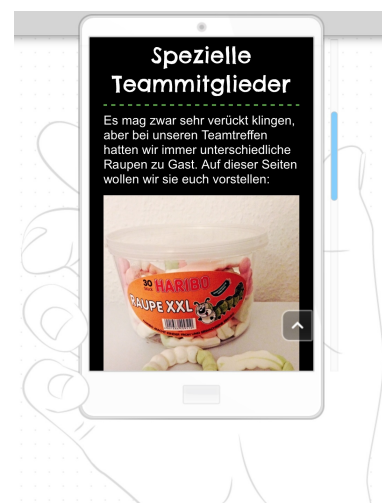 Spezielle
Teammitglieder
Es mag zwar sehr verückt klingen,
aber bei unseren Teamtreffen
hatten wir immer unterschiedliche
Raupen zu Gast. Auf dieser Seiten
wollen wir sie euch vorstellen:
30 HARIBO
RAUPE XXL